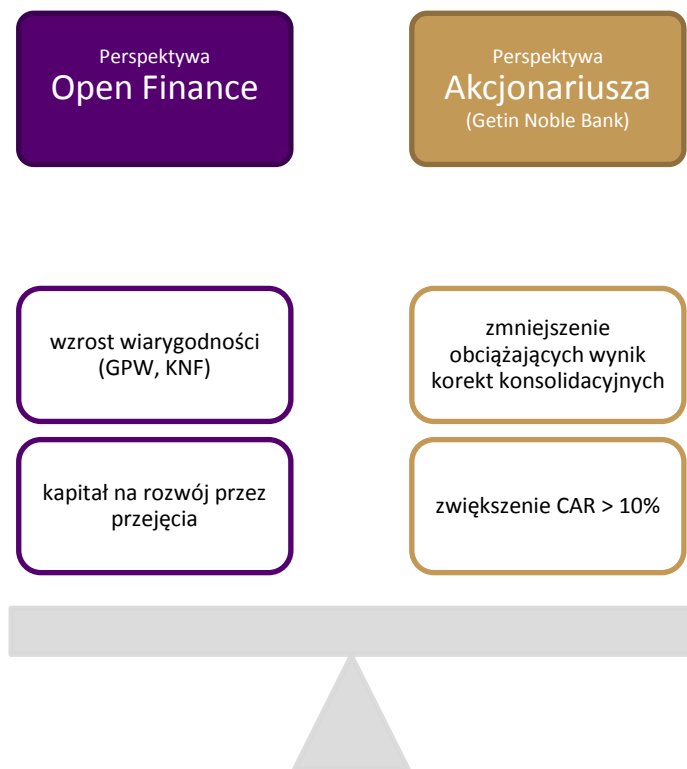 Perspektywa
Open Finance
Perspektywa
Akcjonariusza
(Getin Noble Bank)
wzrost wiarygodności
(GPW, KNF)
zmniejszenie
obciążających wynik
korekt konsolidacyjnych
kapitał na rozwój przez
przejęcia
zwiększenie CAR > 10%